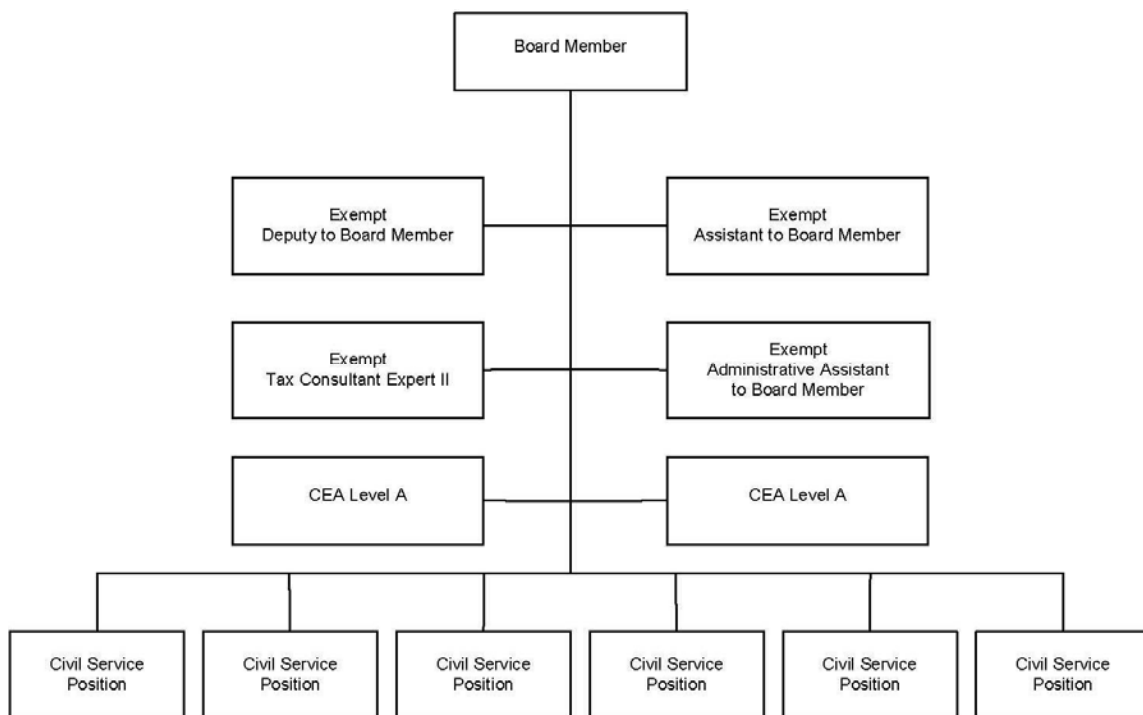 Board Member
Exempt
Deputy to Board Member
Exempt
Assistant to Board Member
Exempt
Tax Consultant Expert II
Exempt
Administrative Assistant
to Board Member
CEA Level A
CEA Level A
Civil Service
Position
Civil Service
Position
Civil Service
Position
Civil Service
Position
Civil Service
Position
Civil Service
Position